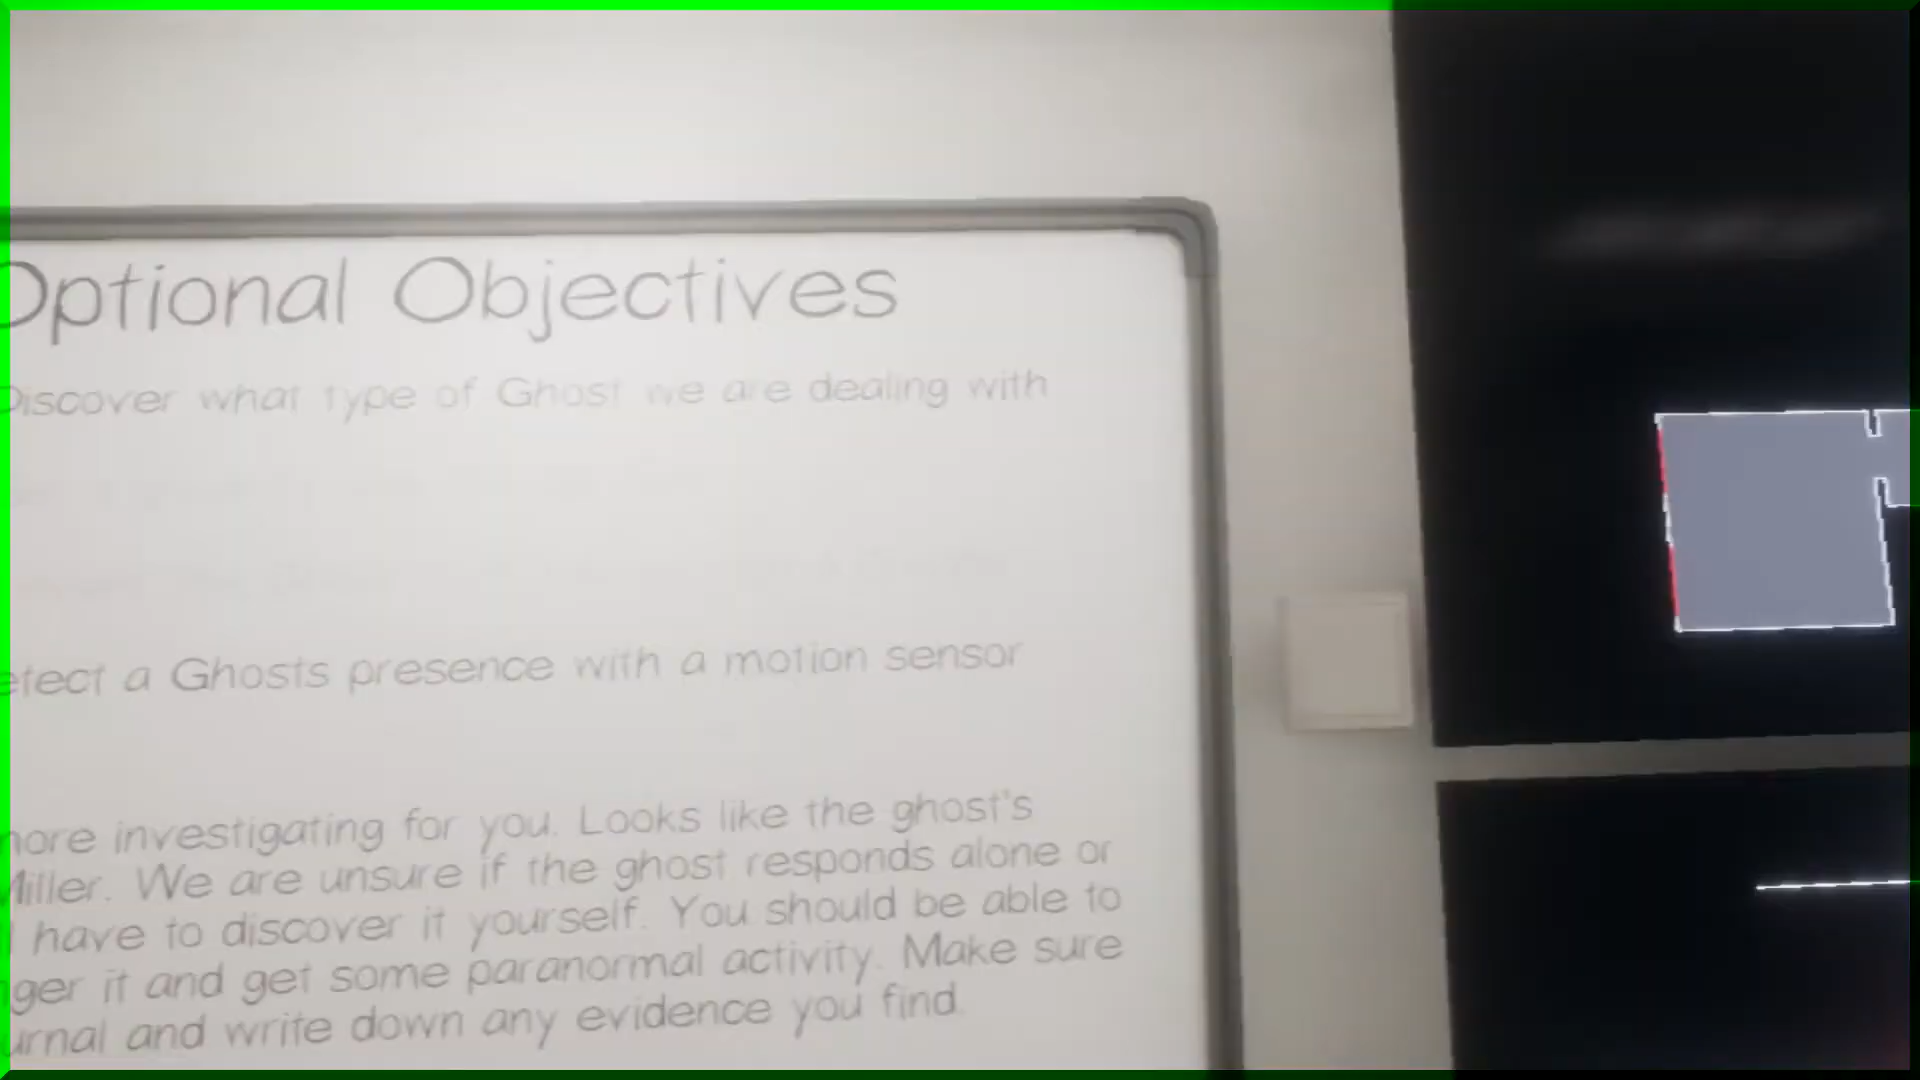 Optional Objectives
Discover what type of Ghost we are dealing with
etect a Ghosts presence with a motion sensor
more investigating for you. Looks like the ghost's
Miller. We are unsure if the ghost responds alone or
have to discover it yourself. You should be able to
ger it and get some paranormal activity. Make sure
urnal and write down any evidence you find.